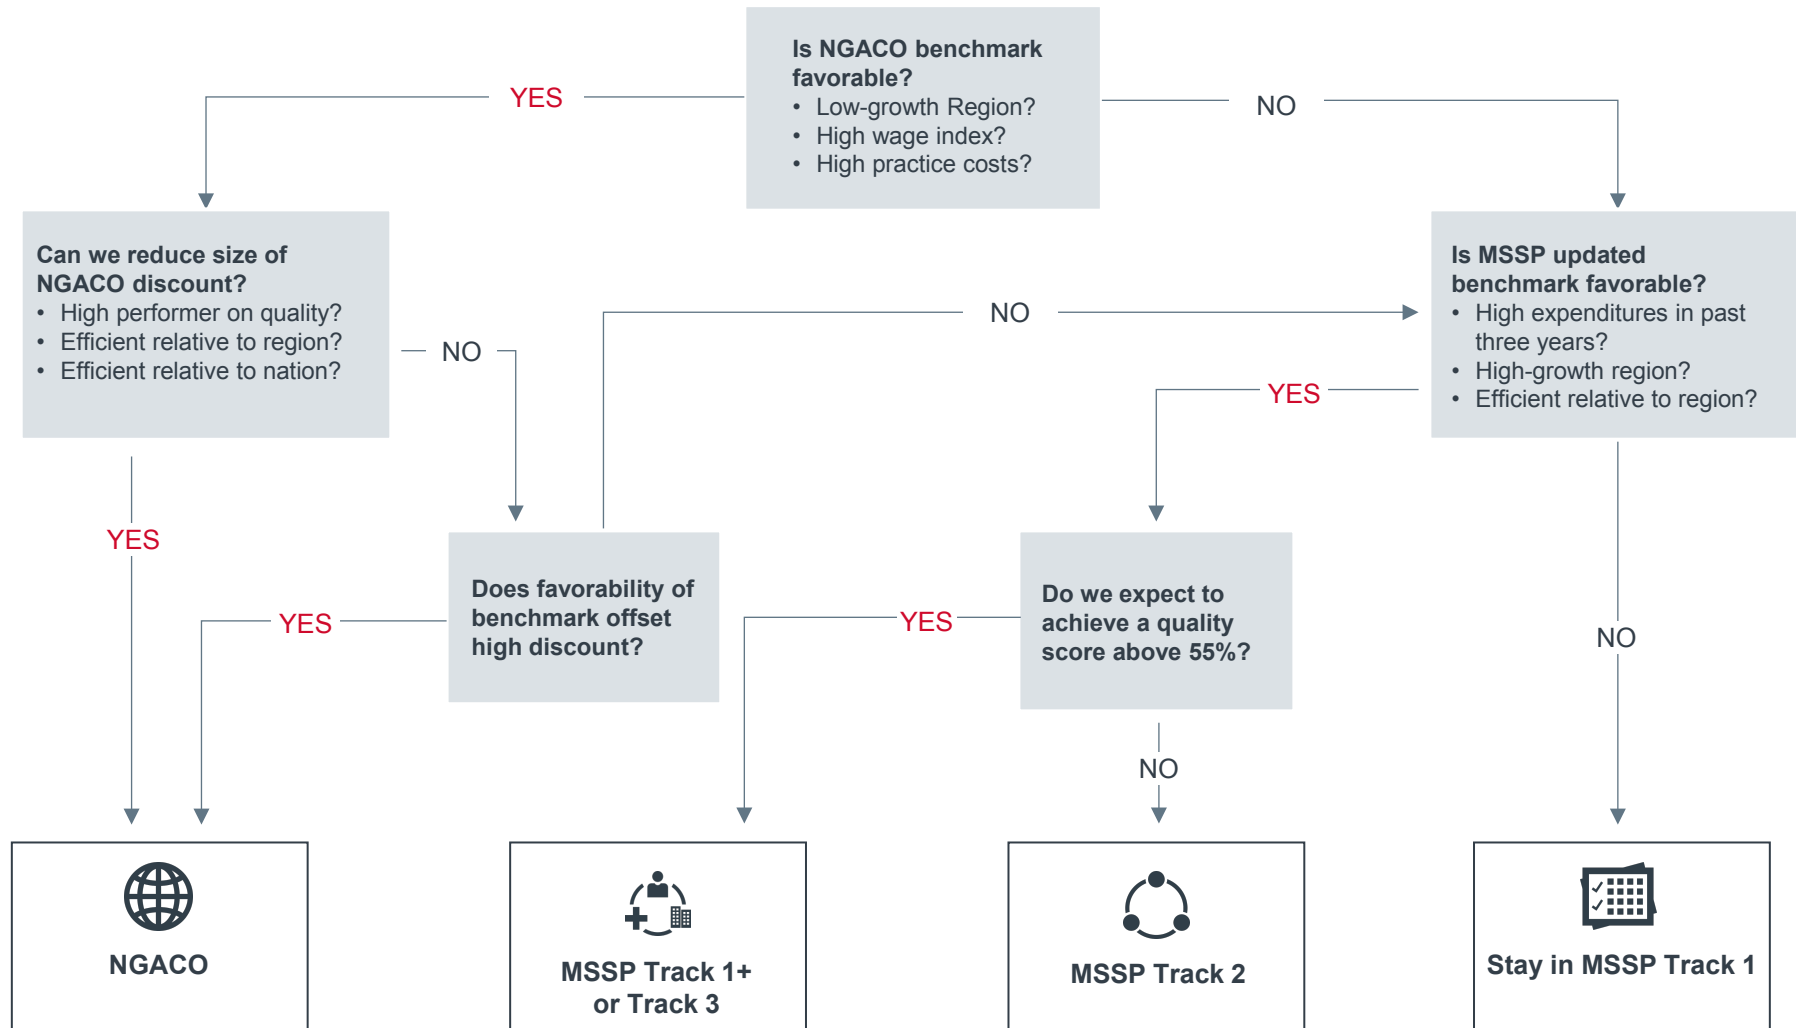 Is NGACO benchmark
favorable?
• Low-growth Region?
• High wage index?
• High practice costs?
YES
NO
Can we reduce size of
NGACO discount?
• High performer on quality?
• Efficient relative to region?
• Efficient relative to nation?
Is MSSP updated
benchmark favorable?
• High expenditures in past
three years?
• High-growth region?
• Efficient relative to region?
NO
NO
YES
YES
Does favorability of
benchmark offset
high discount?
Do we expect to
achieve a quality
score above 55%?
YES
YES
NO
NO
NGACO
MSSP Track 1+
or Track 3
MSSP Track 2
Stay in MSSP Track 1